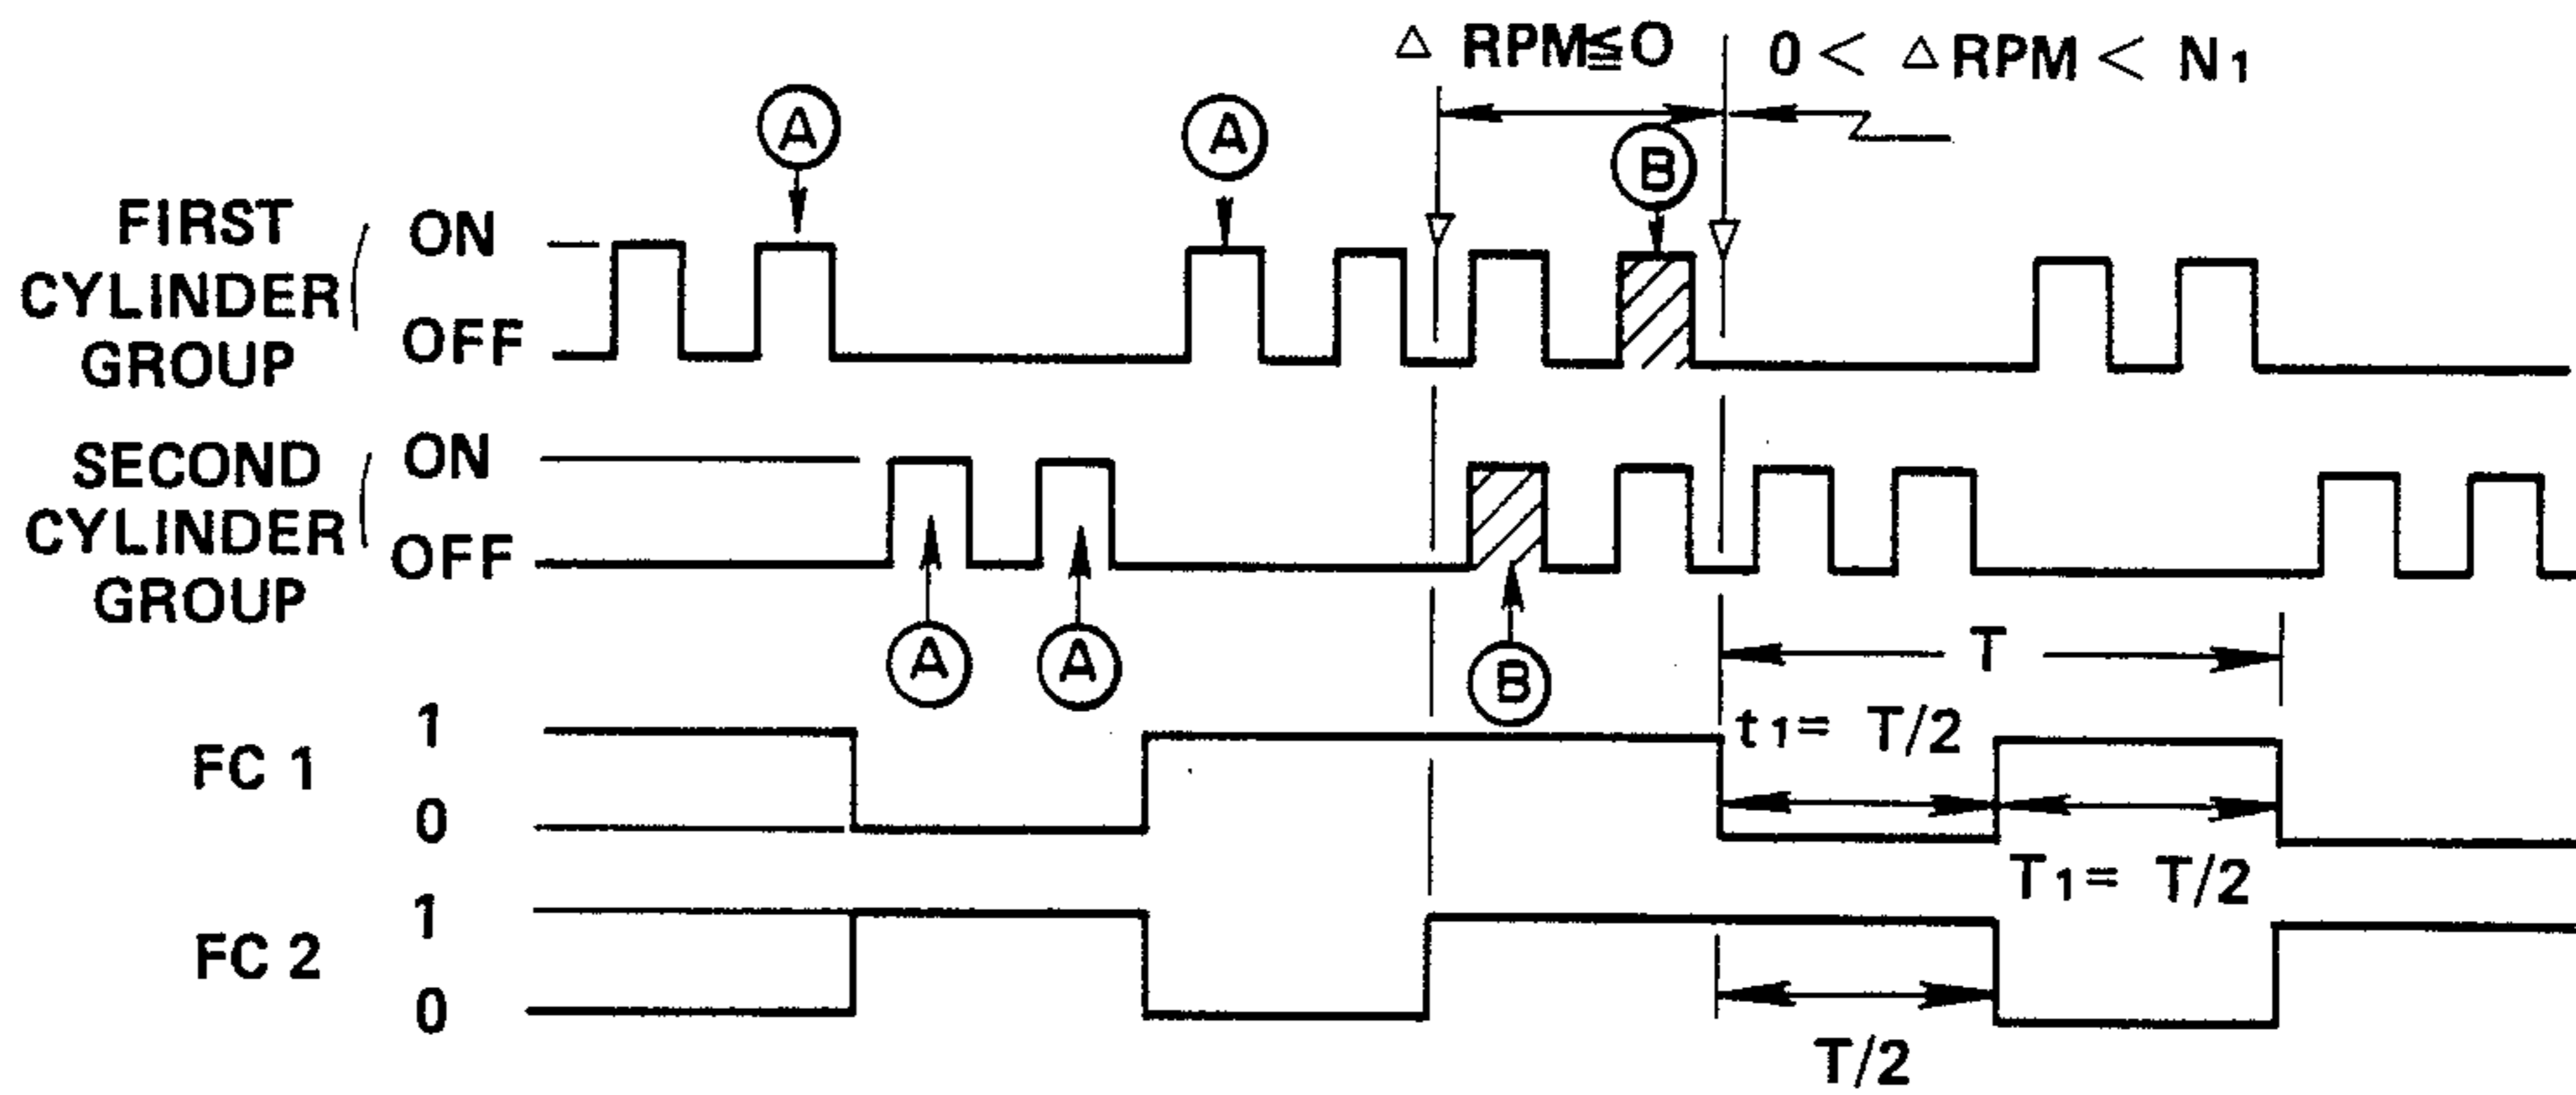 △ RPM≦O
0 < △ RPM < N1
A
A
B
FIRST
CYLINDER
GROUP
ON
OFF
SECOND
CYLINDER
GROUP
ON
OFF
A
A
B
T
FC 1
1
0
t1= T/2
T1= T/2
FC 2
1
0
T/2